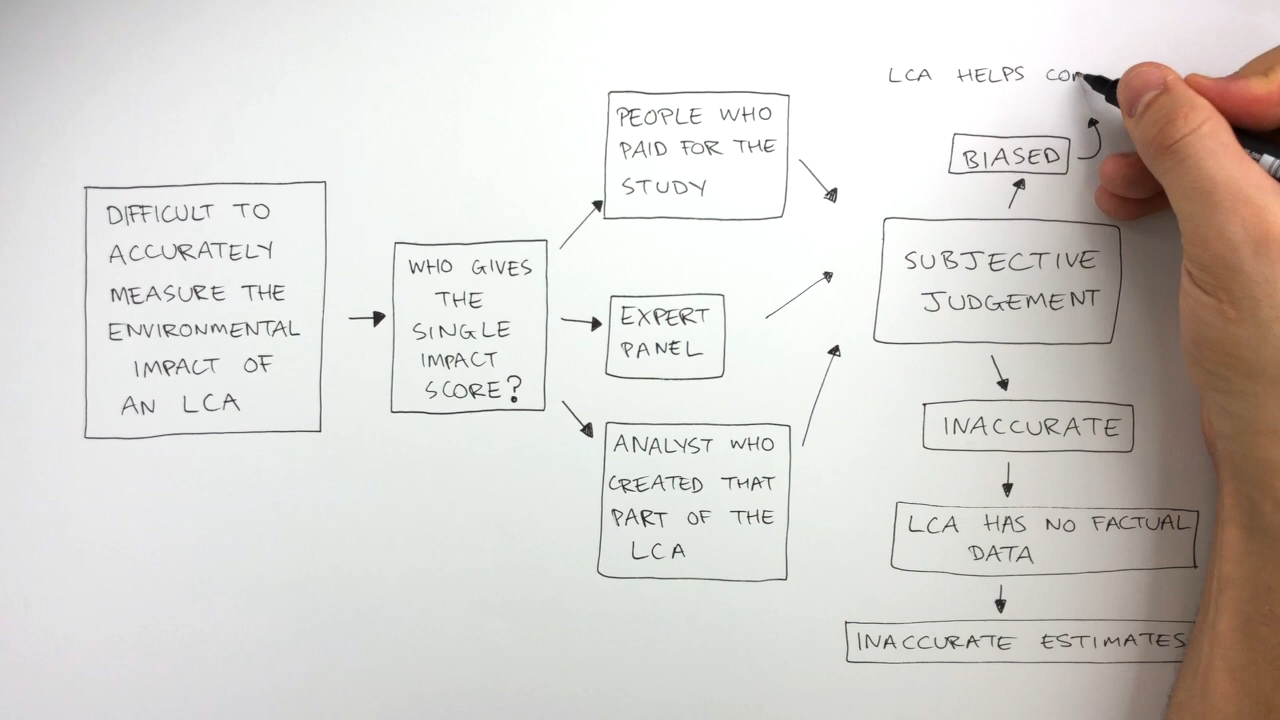 DIFFICULT TO
ACCURATELY
MEASURE THE
ENVIRONMENTAL
IMPACT OF
AN LCA
WHO GIVES
THE
SINGLE
IMPACT
SCORE?
PEOPLE WHO
PAID FOR THE
STUDY
EXPERT
PANEL
ANALYST WHO
CREATED THAT
PART OF THE
LCA
LCA HELPS CO
BIASED
SUBJECTIVE
JUDGEMENT
INACCURATE
LCA HAS NO FACTUAL
DATA
INACCURATE ESTIMATES